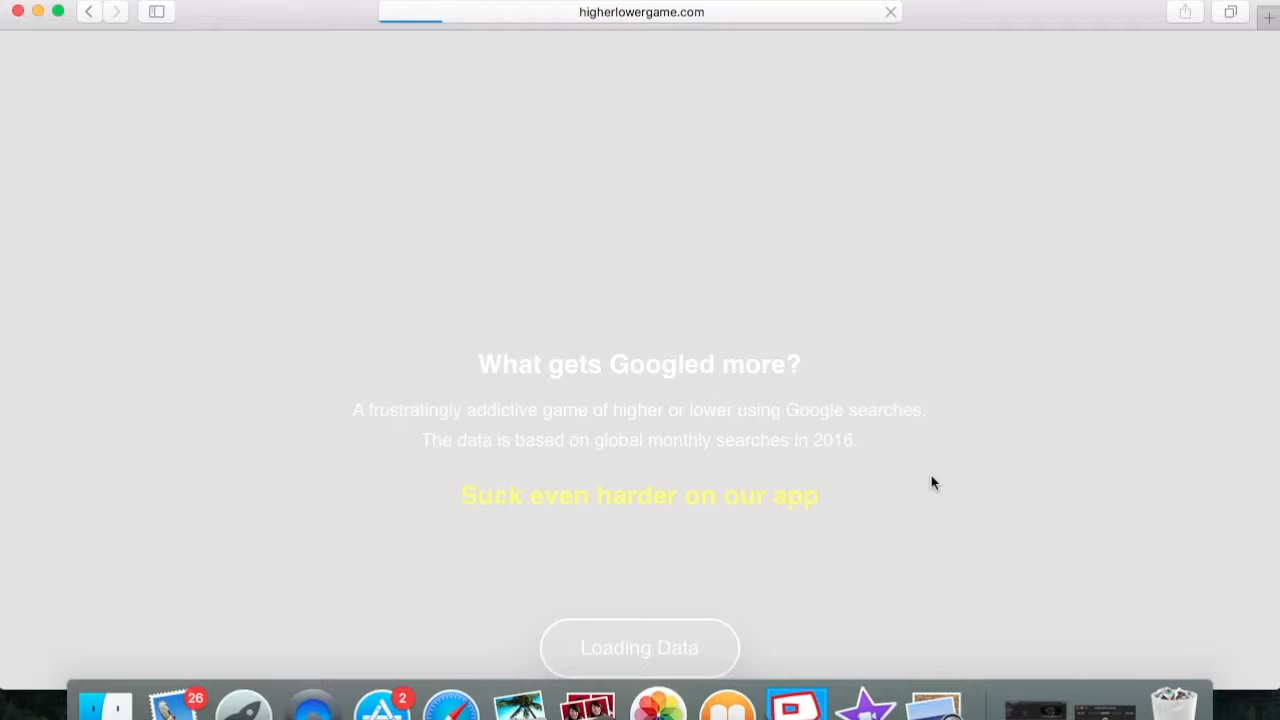 higherlowergame.com
What gets Googled more?
A frustratingly addictive game of higher or lower using Google searches.
The data is based on global monthly searches in 2016.
Suck even harder on our app
Loading Data
26
2